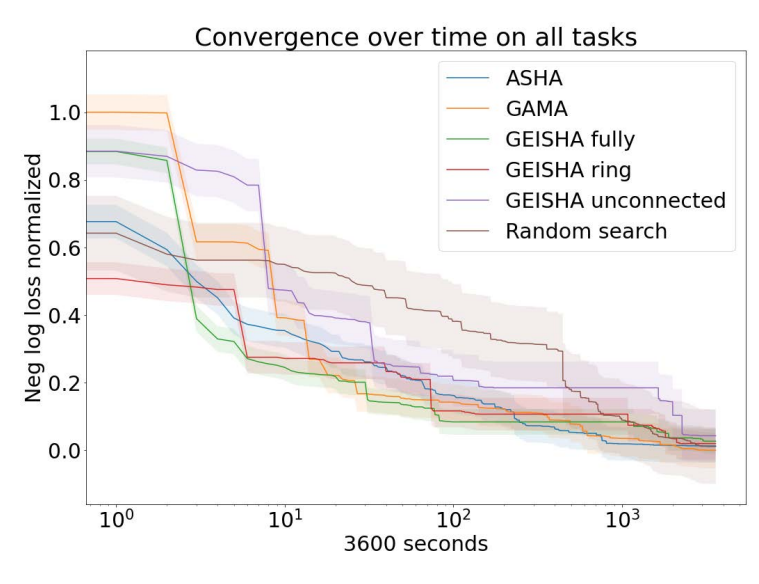 Convergence over time on all tasks
ASHA
GAMA
GEISHA fully
GEISHA ring
GEISHA unconnected
Random search
Neg log loss normalized
1.0
0.8
0.6
0.4
0.2
0.0
10⁰ 10¹ 10² 10³
3600 seconds